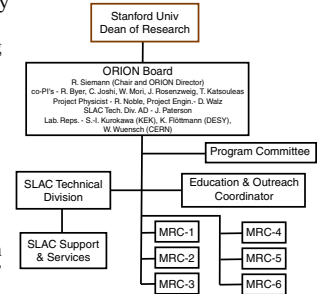 Stanford Univ
Dean of Research
ORION Board
R. Siemann (Chair and ORION Director)
co-PI's - R. Byer, C. Joshi, W. Mori, J. Rosenzweig, T. Katsouleas
Project Physicist - R. Noble, Project Engin.- D. Walz
SLAC Tech. Div. AD - J. Paterson
Lab. Reps. - S.-I. Kurokawa (KEK), K. Flöttmann (DESY),
W. Wuensch (CERN)
Program Committee
SLAC Technical
Division
Education & Outreach
Coordinator
SLAC Support
& Services
MRC-1
MRC-2
MRC-3
MRC-4
MRC-5
MRC-6